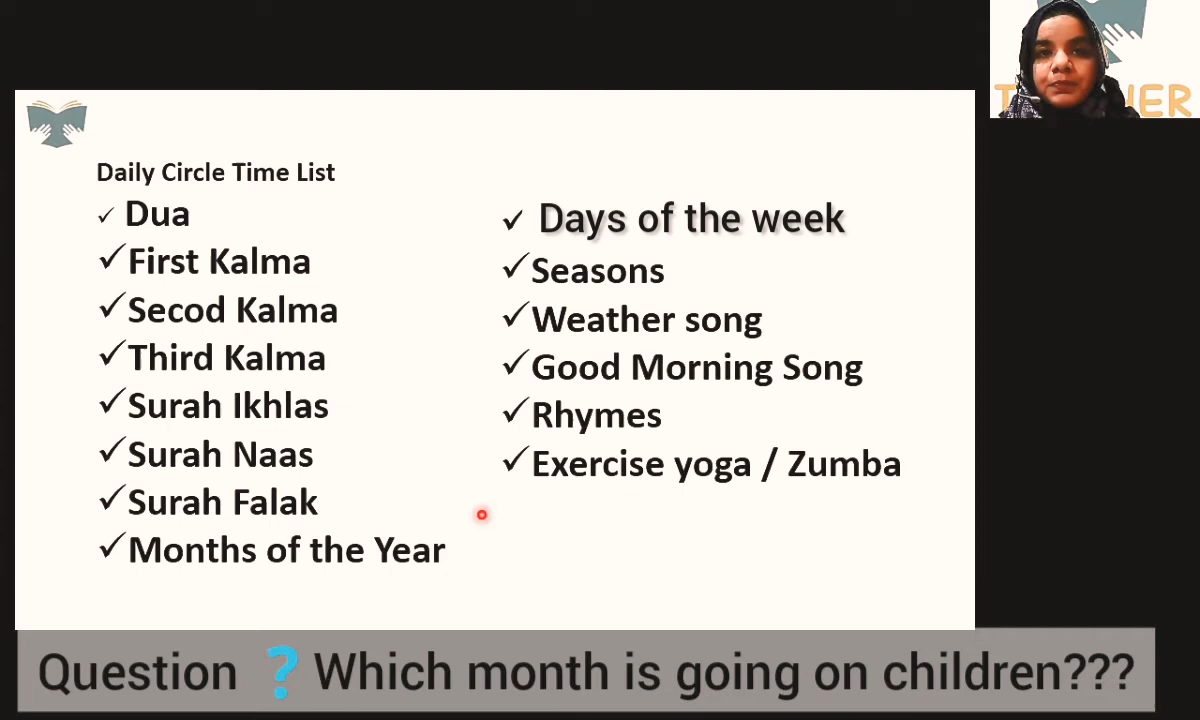 Daily Circle Time List
✓ Dua
✓ First Kalma
✓ Secod Kalma
✓ Third Kalma
✓ Surah Ikhlas
✓ Surah Naas
✓ Surah Falak
✓ Months of the Year
✓ Days of the week
✓ Seasons
✓ Weather song
✓ Good Morning Song
✓ Rhymes
✓ Exercise yoga / Zumba
Question ❓ Which month is going on children???